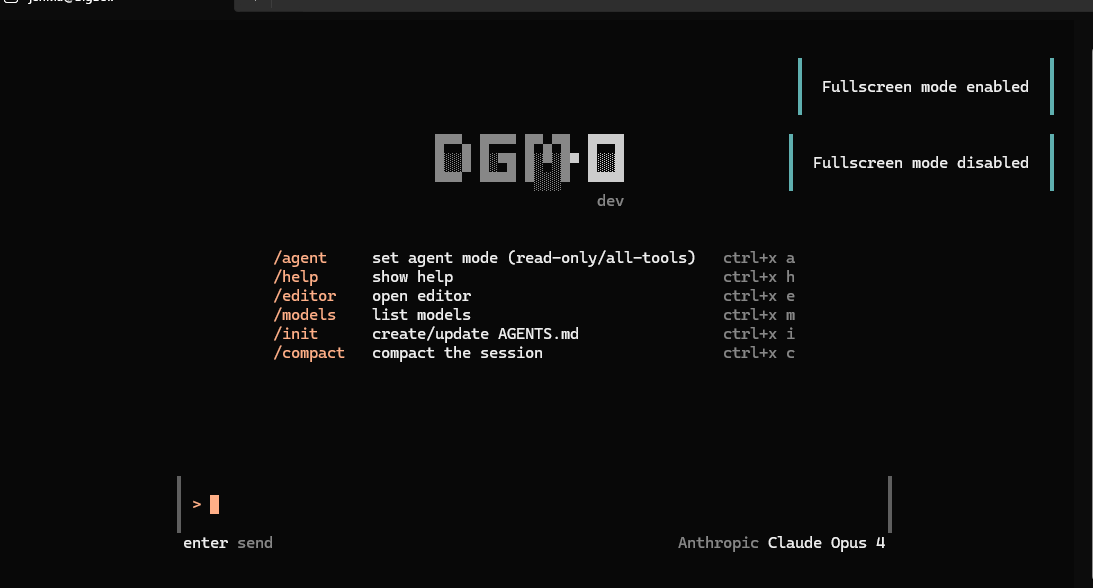 Fullscreen mode enabled
DGM-O
Fullscreen mode disabled
dev
/agent set agent mode (read-only/all-tools) ctrl+x a
/help show help ctrl+x h
/editor open editor ctrl+x e
/models list models ctrl+x m
/init create/update AGENTS.md ctrl+x i
/compact compact the session ctrl+x c
>
enter send Anthropic Claude Opus 4